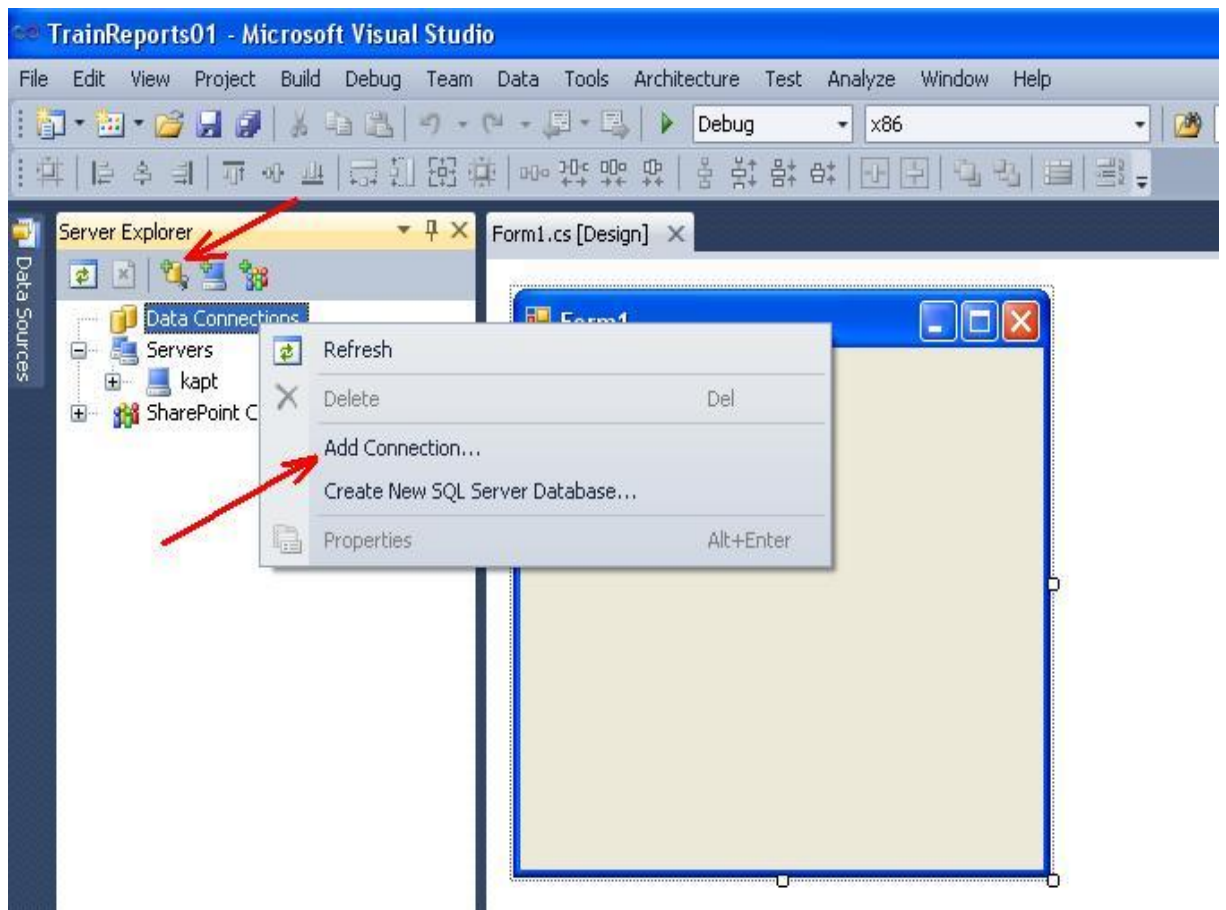 TrainReports01 - Microsoft Visual Studio
File Edit View Project Build Debug Team Data Tools Architecture Test Analyze Window Help
Debug x86
Data Sources
Server Explorer
Form1.cs [Design]
Data Connections
Servers
kapt
SharePoint C
Form1
Refresh
Delete Del
Add Connection...
Create New SQL Server Database...
Properties Alt+Enter